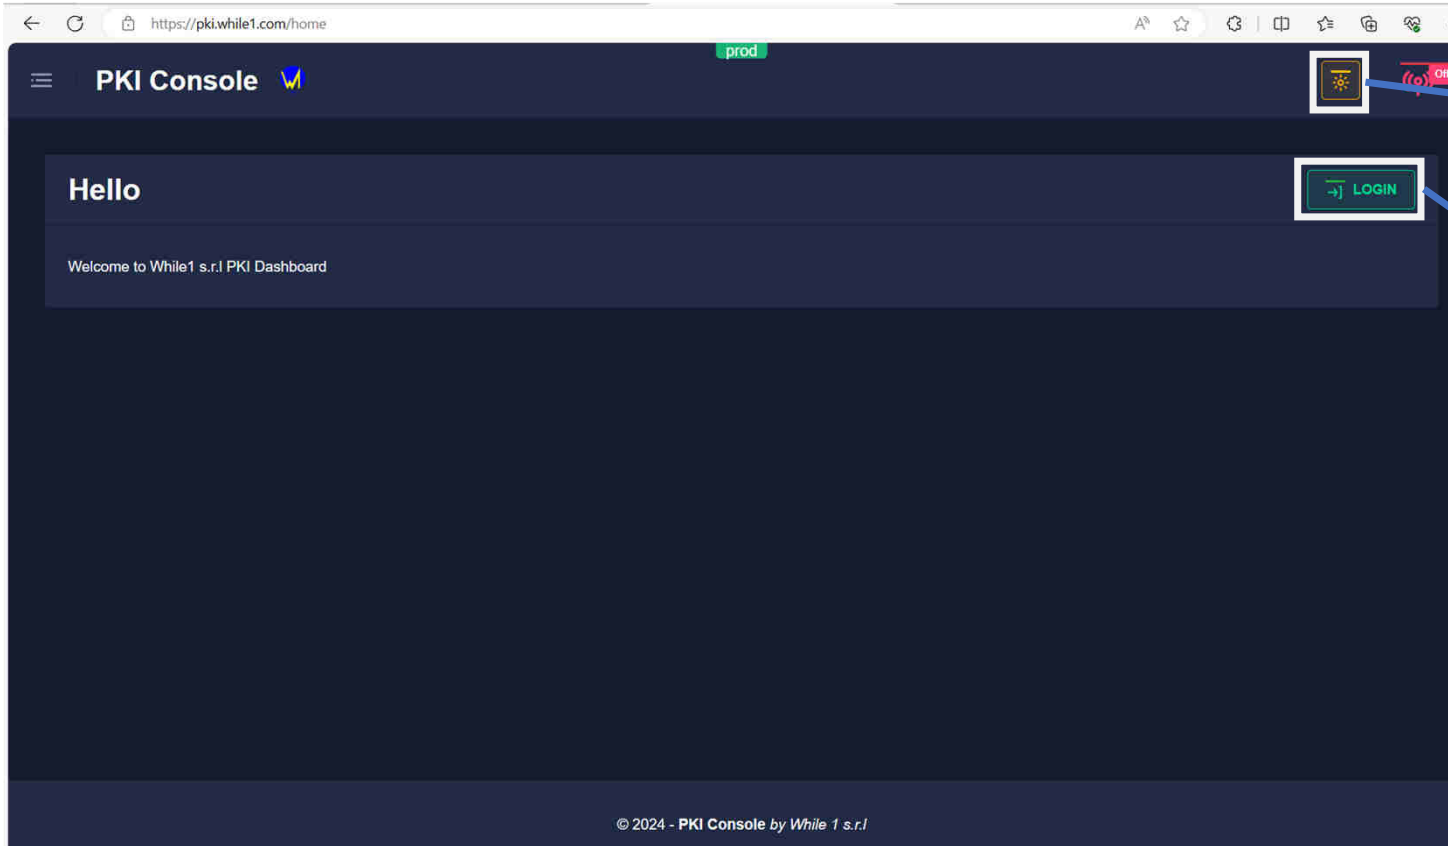 https://pki.while1.com/home
prod
PKI Console
Hello
LOGIN
Welcome to While1 s.r.l PKI Dashboard
© 2024 - PKI Console by While 1 s.r.l